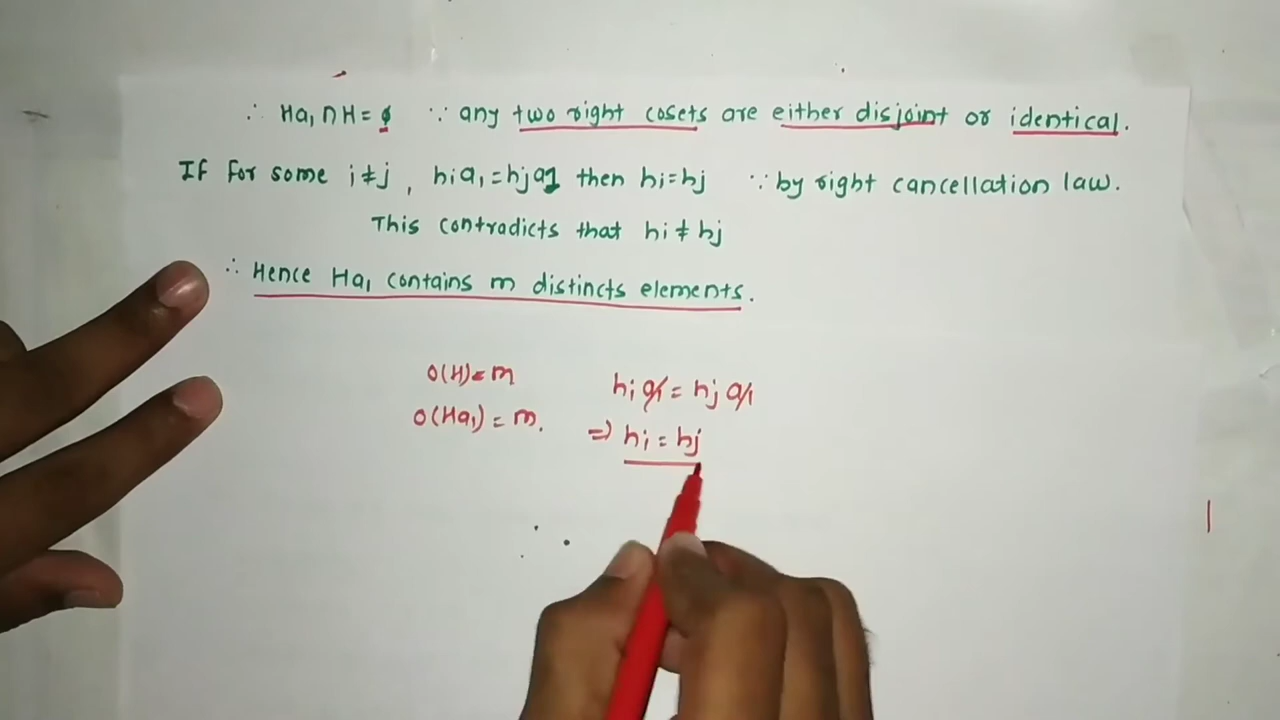 ∴ Ha₁ ∩ H = ϕ ∵ any two right cosets are either disjoint or identical.
If for some i ≠ j , hia₁ = hja1 then hi = hj ∵ by right cancellation law.
This contradicts that hi ≠ hj
∴ Hence Ha₁ contains m distincts elements.
O(H) = m
O(Ha₁) = m.
hi a₁ = hj a₁
⇒ hi = hj